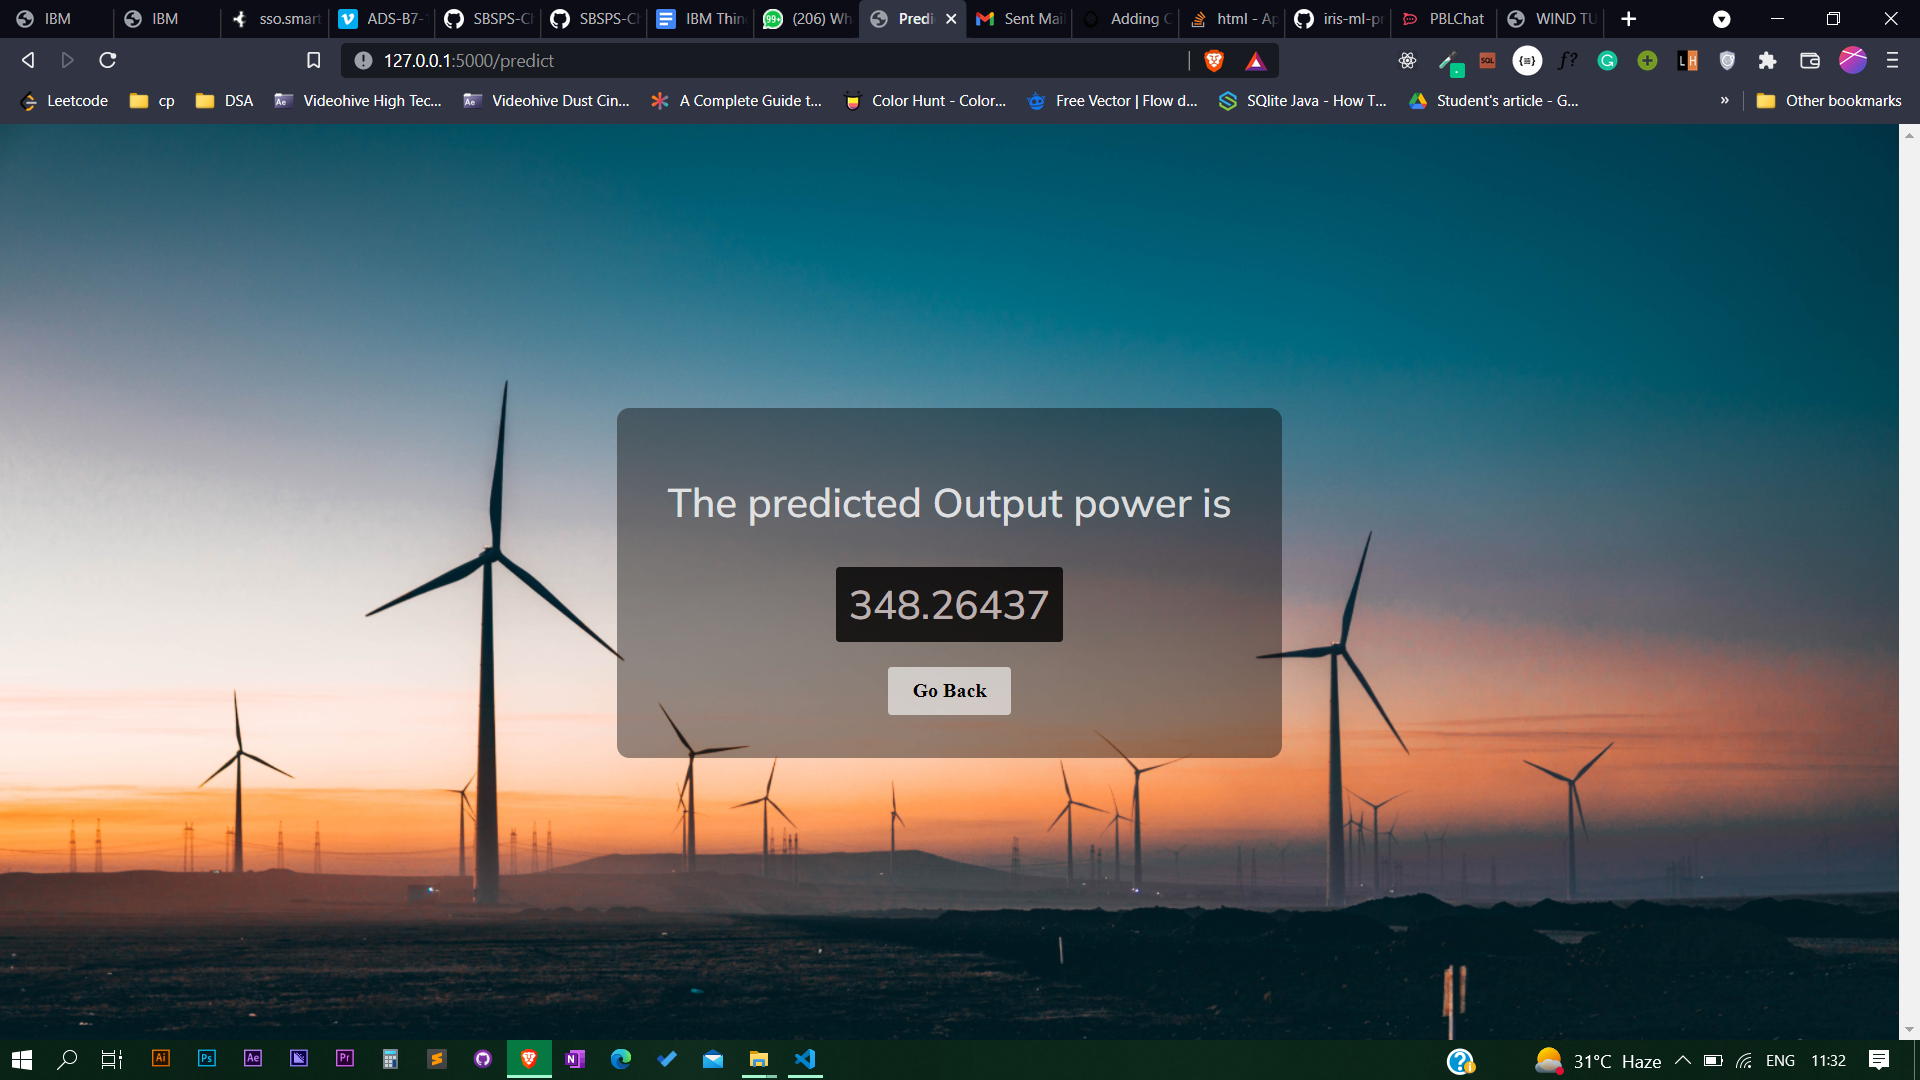 IBM
IBM
sso.smart
ADS-B7-
SBSPS-Ch
SBSPS-Ch
IBM Thin
(206) Wh
Predi
Sent Mai
Adding C
html - Ap
iris-ml-pr
PBLChat
WIND TU
127.0.0.1:5000/predict
Leetcode
cp
DSA
Videohive High Tec...
Videohive Dust Cin...
A Complete Guide t...
Color Hunt - Color...
Free Vector | Flow d...
SQlite Java - How T...
Student's article - G...
»
Other bookmarks
The predicted Output power is
348.26437
Go Back
31°C Haze
ENG
11:32